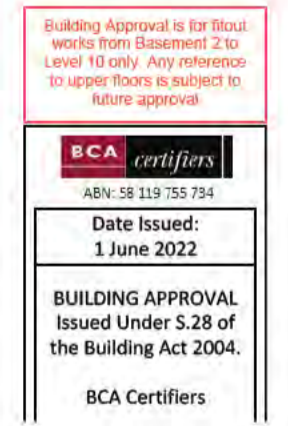 Building Approval is for fitout
works from Basement 2 to
Level 10 only. Any reference
to upper floors is subject to
future approval
BCA certifiers
ABN: 58 119 755 734
Date Issued:
1 June 2022
BUILDING APPROVAL
Issued Under S.28 of
the Building Act 2004.
BCA Certifiers